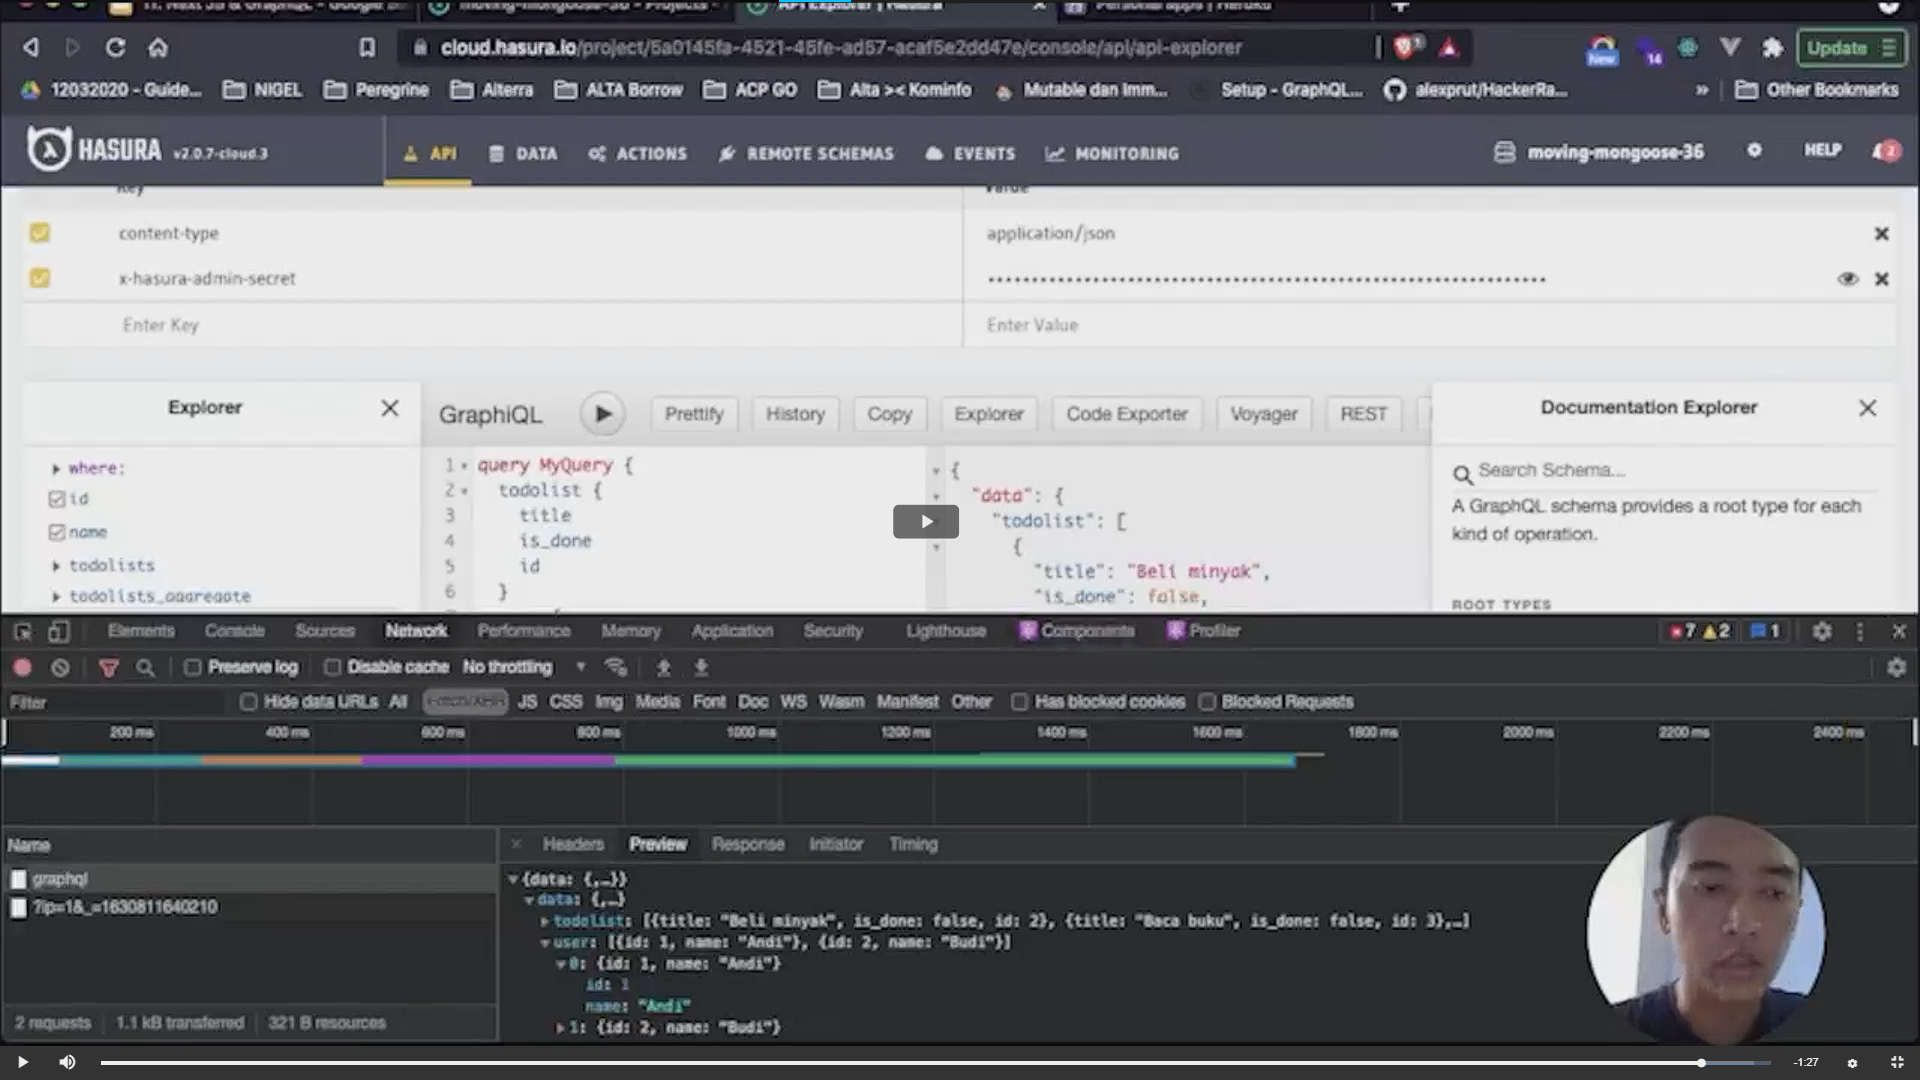 11. Next JS & GraphQL - Google
moving-mongoose-36 - Projects
API Explorer | Hasura
Personal apps | Heroku
cloud.hasura.io/project/5a0145fa-4521-45fe-ad57-acaf5e2dd47e/console/api/api-explorer
New
14
Update
12032020 - Guide...
NIGEL
Peregrine
Alterra
ALTA Borrow
ACP GO
Alta >< Kominfo
Mutable dan Imm...
Setup - GraphQL...
alexprut/HackerRa...
»
Other Bookmarks
HASURA v2.0.7-cloud.3
API
DATA
ACTIONS
REMOTE SCHEMAS
EVENTS
MONITORING
moving-mongoose-36
HELP
2
Key
Value
content-type
application/json
x-hasura-admin-secret
Enter Key
Enter Value
Explorer
where:
id
name
todolists
todolists_aggregate
GraphiQL
Prettify
History
Copy
Explorer
Code Exporter
Voyager
REST
1 query MyQuery {
2 todolist {
3 title
4 is_done
5 id
6 }
{
"data": {
"todolist": [
{
"title": "Beli minyak",
"is_done": false,
Documentation Explorer
Search Schema...
A GraphQL schema provides a root type for each
kind of operation.
ROOT TYPES
Elements
Console
Sources
Network
Performance
Memory
Application
Security
Lighthouse
Components
Profiler
7
2
1
Preserve log
Disable cache
No throttling
Filter
Hide data URLs
All
Fetch/XHR
JS
CSS
Img
Media
Font
Doc
WS
Wasm
Manifest
Other
Has blocked cookies
Blocked Requests
200 ms
400 ms
600 ms
800 ms
1000 ms
1200 ms
1400 ms
1600 ms
1800 ms
2000 ms
2200 ms
2400 ms
Name
graphql
?ip=1&_=1630811640210
2 requests
1.1 kB transferred
321 B resources
Headers
Preview
Response
Initiator
Timing
{data: {,…}}
data: {,…}
todolist: [{title: "Beli minyak", is_done: false, id: 2}, {title: "Baca buku", is_done: false, id: 3},…]
user: [{id: 1, name: "Andi"}, {id: 2, name: "Budi"}]
0: {id: 1, name: "Andi"}
id: 1
name: "Andi"
1: {id: 2, name: "Budi"}
-1:27